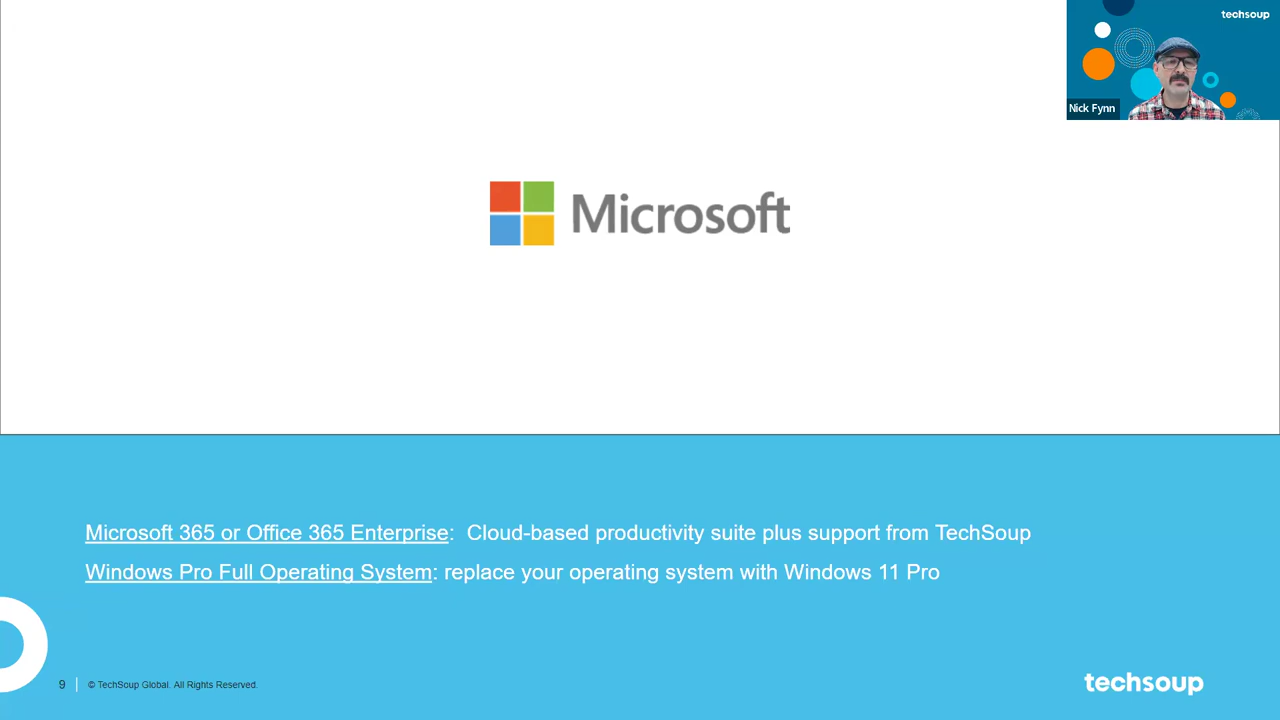 techsoup
Nick Fynn
Microsoft
Microsoft 365 or Office 365 Enterprise: Cloud-based productivity suite plus support from TechSoup
Windows Pro Full Operating System: replace your operating system with Windows 11 Pro
9 © TechSoup Global. All Rights Reserved.
techsoup